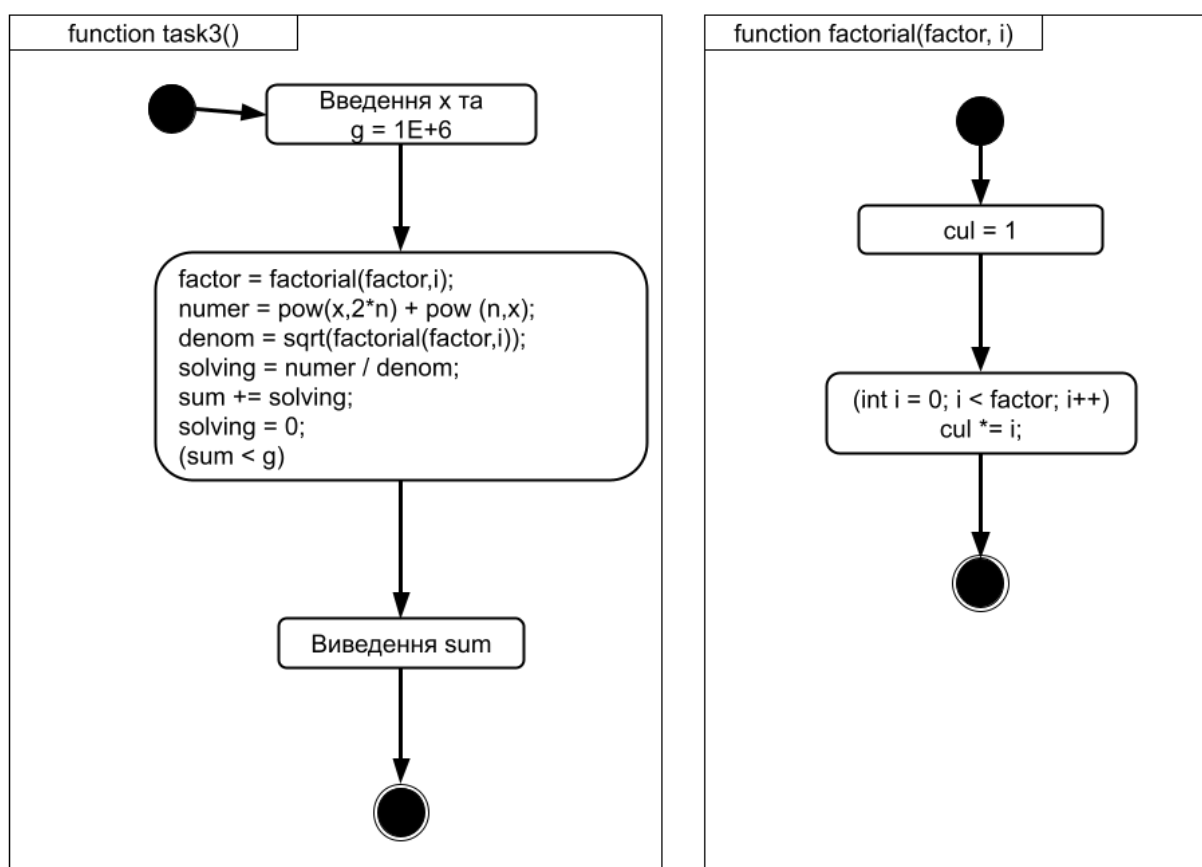 function task3()
Введення x та
g = 1E+6
factor = factorial(factor,i);
numer = pow(x,2*n) + pow (n,x);
denom = sqrt(factorial(factor,i));
solving = numer / denom;
sum += solving;
solving = 0;
(sum < g)
Виведення sum
function factorial(factor, i)
cul = 1
(int i = 0; i < factor; i++)
cul *= i;